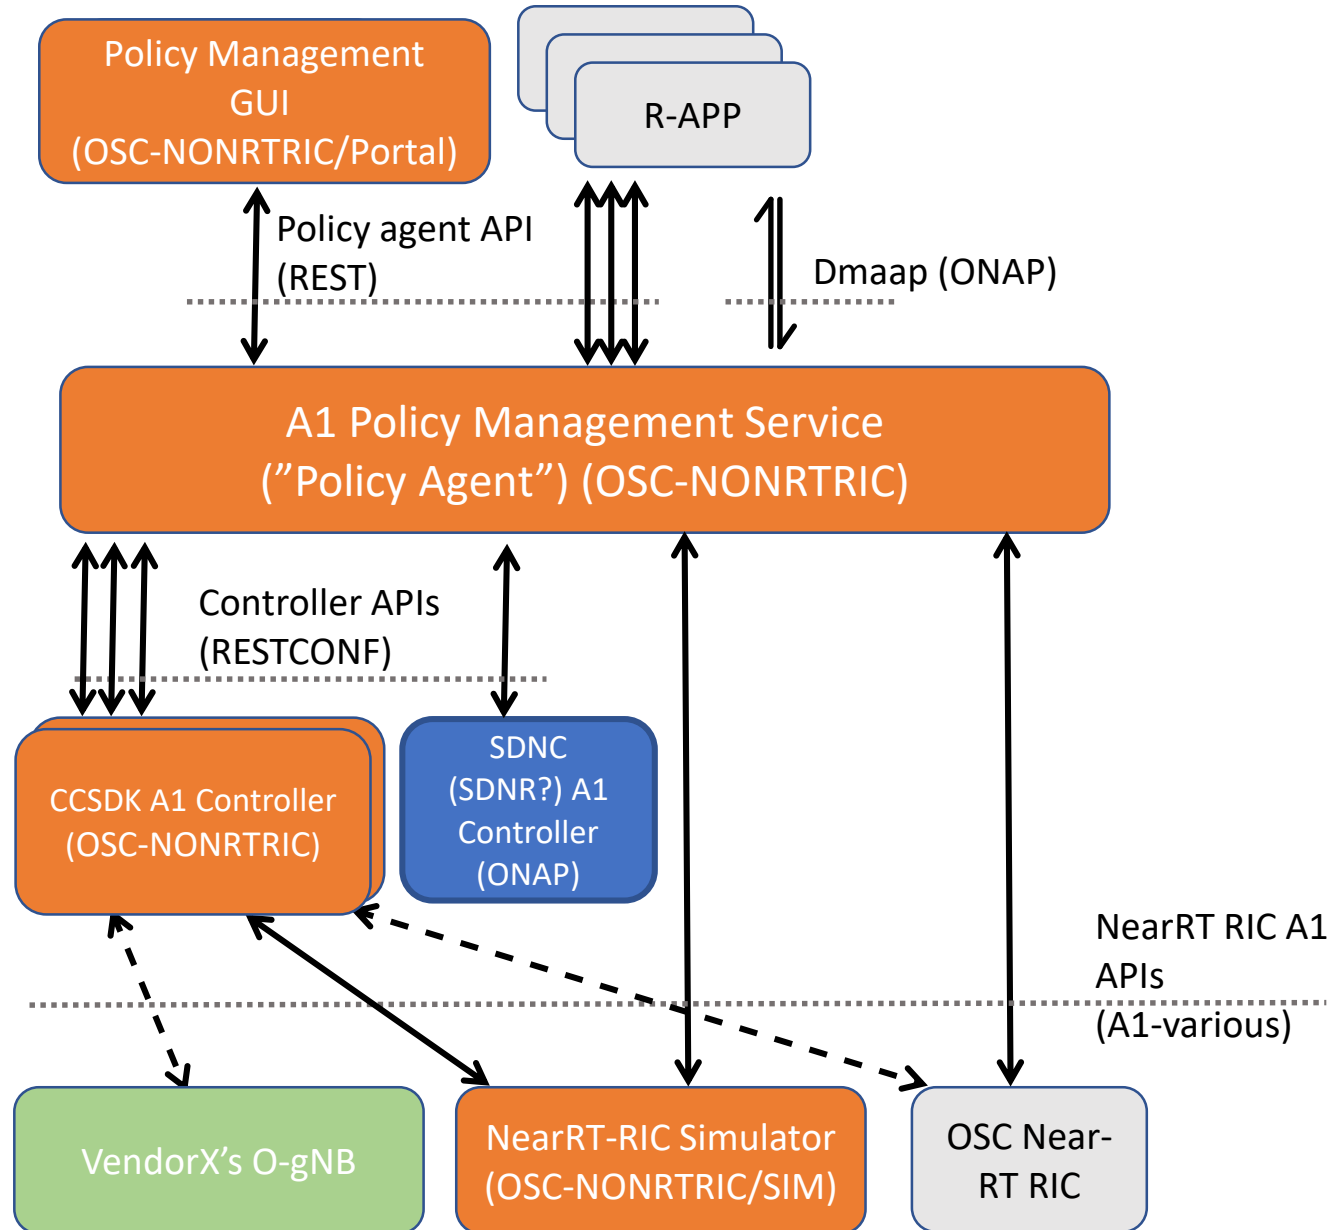 Policy Management
GUI
(OSC-NONRTRIC/Portal)
R-APP
Policy agent API
(REST)
Dmaap (ONAP)
A1 Policy Management Service
(”Policy Agent”) (OSC-NONRTRIC)
Controller APIs
(RESTCONF)
CCSDK A1 Controller
(OSC-NONRTRIC)
SDNC
(SDNR?) A1
Controller
(ONAP)
NearRT RIC A1
APIs
(A1-various)
VendorX’s O-gNB
NearRT-RIC Simulator
(OSC-NONRTRIC/SIM)
OSC Near-
RT RIC